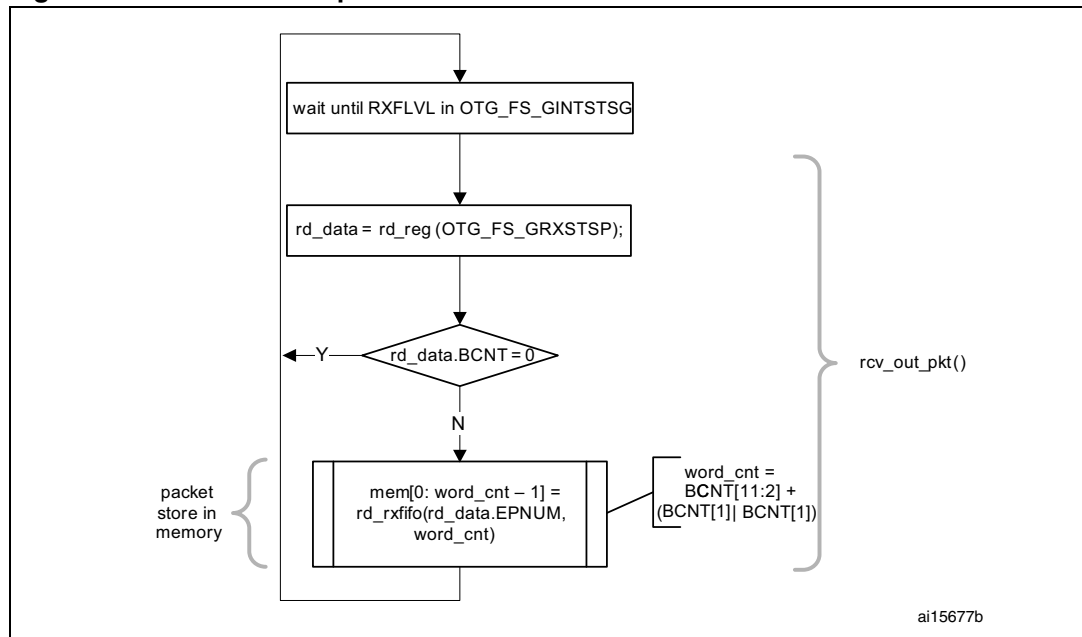 wait until RXFLVL in OTG_FS_GINTSTSG
rd_data = rd_reg (OTG_FS_GRXSTSP);
rd_data.BCNT = 0
Y
rcv_out_pkt()
N
packet
store in
memory
mem[0: word_cnt – 1] =
rd_rxfifo(rd_data.EPNUM,
word_cnt)
word_cnt =
BCNT[11:2] +
(BCNT[1]| BCNT[1])
ai15677b